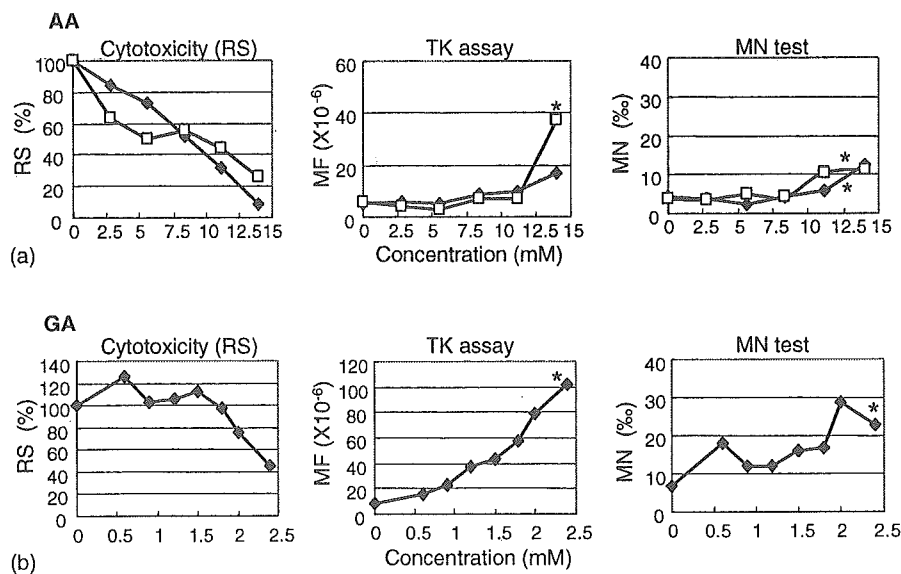 AA
Cytotoxicity (RS)
TK assay
MN test
RS (%)
100
80
60
40
20
0
0 2.5 5 7.5 10 12.5 15
MF (X10⁻⁶)
60
40
20
0
*
0 2.5 5 7.5 10 12.5 15
Concentration (mM)
MN (‰)
40
30
20
10
0
*
*
0 2.5 5 7.5 10 12.5 15
(a)
GA
Cytotoxicity (RS)
TK assay
MN test
RS (%)
140
120
100
80
60
40
20
0
0 0.5 1 1.5 2 2.5
MF (X10⁻⁶)
120
100
80
60
40
20
0
*
0 0.5 1 1.5 2 2.5
Concentration (mM)
MN (‰)
40
30
20
10
0
*
0 0.5 1 1.5 2 2.5
(b)